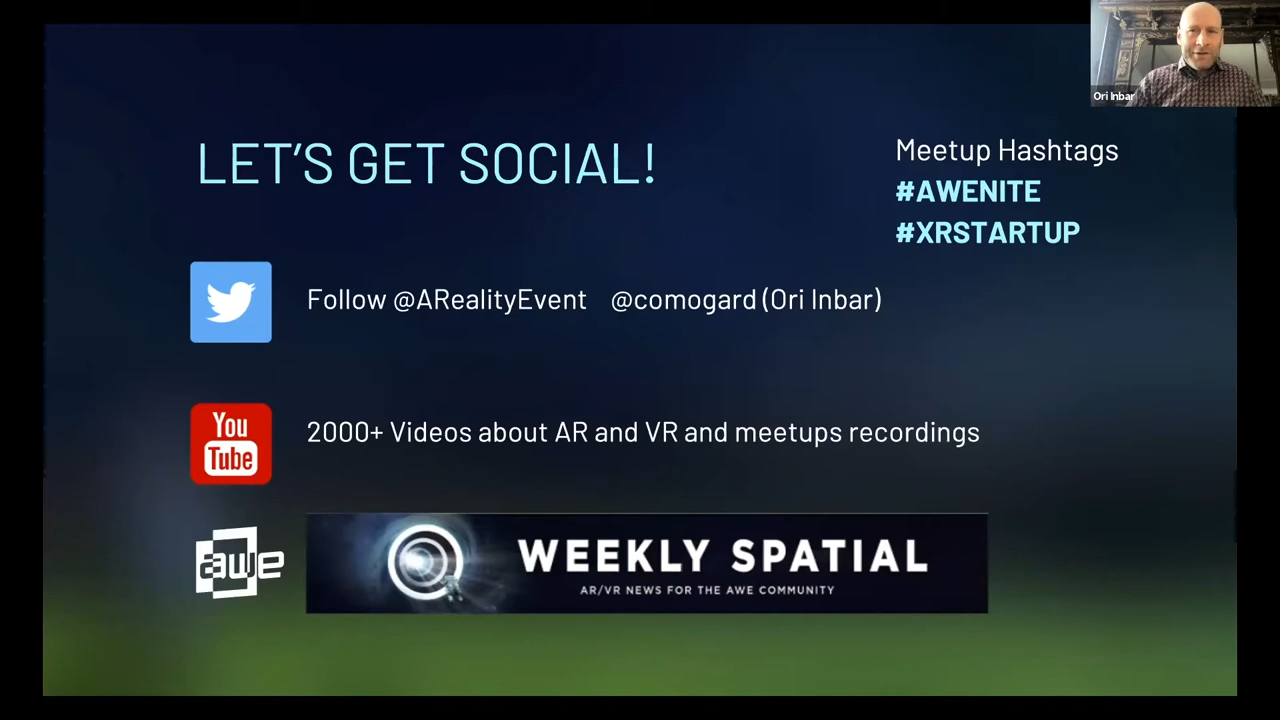 Ori Inbar
LET'S GET SOCIAL!
Meetup Hashtags
#AWENITE
#XRSTARTUP
Follow @ARealityEvent @comogard (Ori Inbar)
You
Tube
2000+ Videos about AR and VR and meetups recordings
awe
WEEKLY SPATIAL
AR/VR NEWS FOR THE AWE COMMUNITY